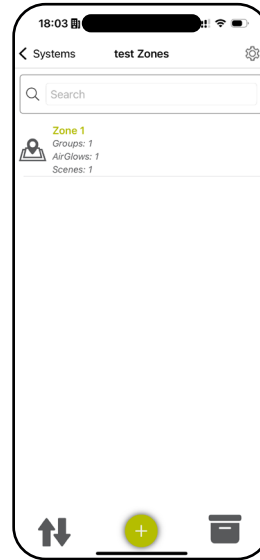 18:03
Systems
test Zones
Search
Zone 1
Groups: 1
AirGlows: 1
Scenes: 1